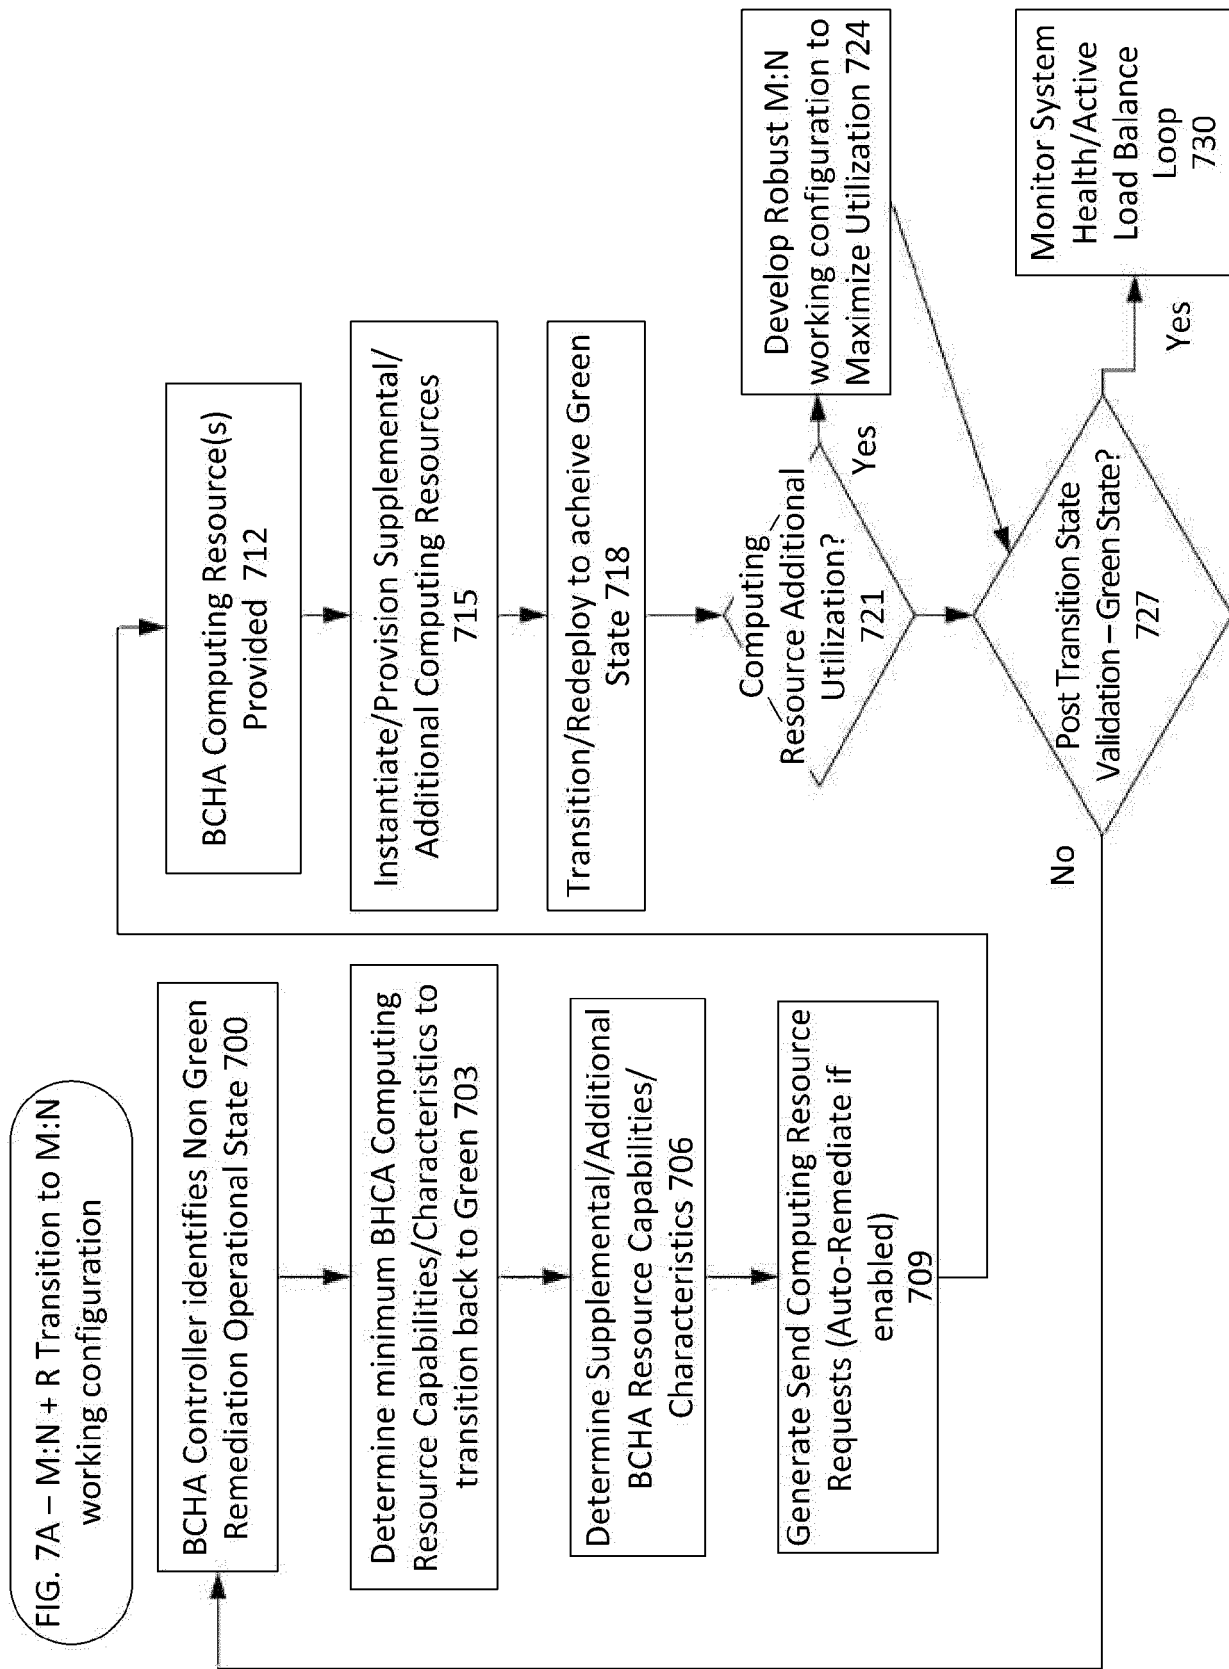 FIG. 7A – M:N + R Transition to M:N
working configuration
BCHA Controller identifies Non Green
Remediation Operational State 700
Determine minimum BHCA Computing
Resource Capabilities/Characteristics to
transition back to Green 703
Determine Supplemental/Additional
BCHA Resource Capabilities/
Characteristics 706
Generate Send Computing Resource
Requests (Auto-Remediate if
enabled)
709
BCHA Computing Resource(s)
Provided 712
Instantiate/Provision Supplemental/
Additional Computing Resources
715
Transition/Redeploy to acheive Green
State 718
Computing
Resource Additional
Utilization?
721
Yes
Develop Robust M:N
working configuration to
Maximize Utilization 724
Post Transition State
Validation – Green State?
727
No
Yes
Monitor System
Health/Active
Load Balance
Loop
730